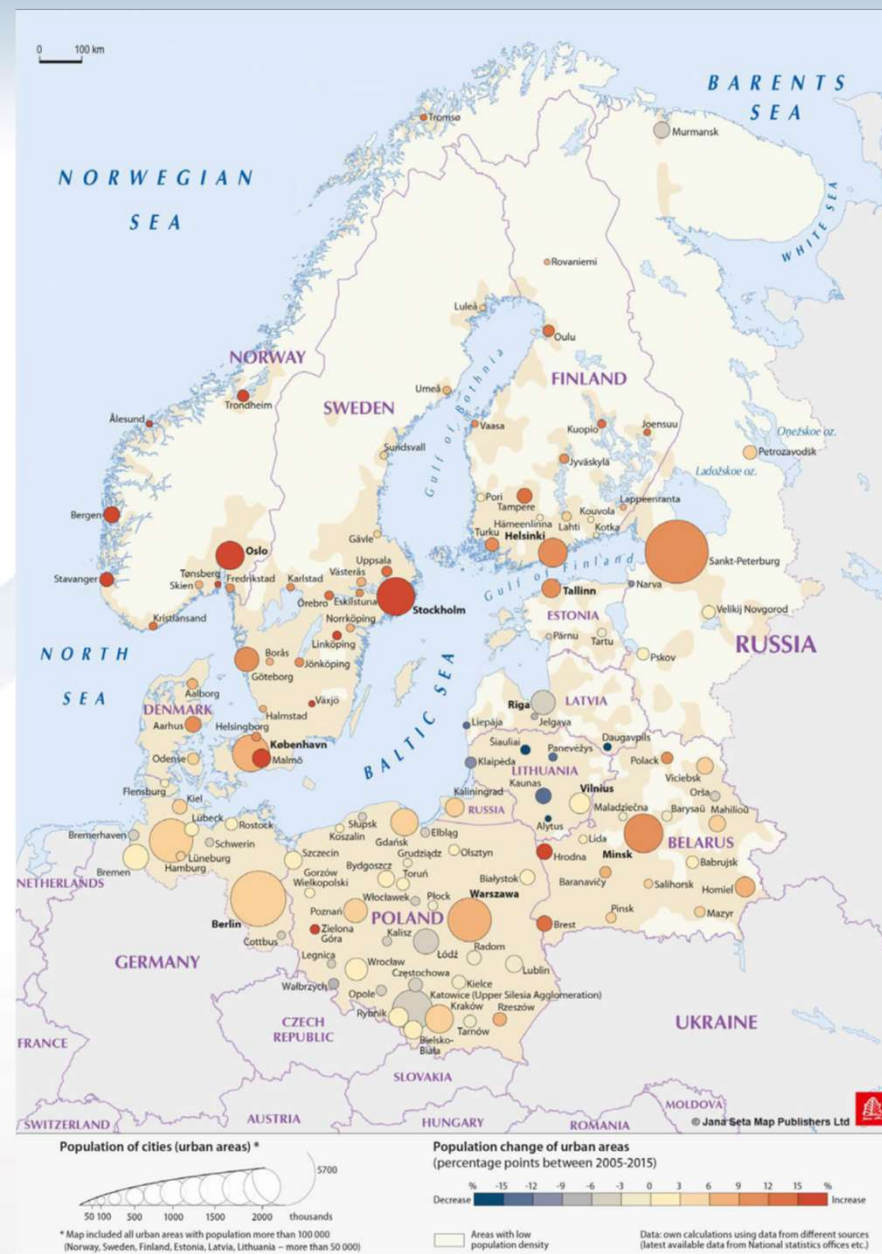 0 100 km
BARENTS
SEA
Tromsø
Murmansk
NORWEGIAN
SEA
WHITE SEA
Rovaniemi
Luleå
Oulu
NORWAY
FINLAND
Trondheim
SWEDEN
Umeå
Gulf of Bothnia
Ålesund
Vaasa
Kuopio
Joensuu
Onežskoe oz.
Sundsvall
Jyväskylä
Petrozavodsk
Ladožskoe oz.
Pori
Tampere
Lappeenranta
Bergen
Hämeenlinna
Lahti
Kouvola
Kotka
Gävle
Turku
Helsinki
Oslo
Sankt-Peterburg
Uppsala
Gulf of Finland
Stavanger
Tønsberg
Skien
Fredrikstad
Karlstad
Västerås
Narva
Tallinn
Örebro
Eskilstuna
Stockholm
ESTONIA
Velikij Novgorod
Kristiansand
Norrköping
Linköping
Pärnu
Tartu
RUSSIA
NORTH
SEA
Borås
Jönköping
Göteborg
Pskov
Aalborg
BALTIC SEA
Växjö
Riga
LATVIA
DENMARK
Halmstad
Jelgava
Aarhus
Helsingborg
Liepāja
København
Šiauliai
Panevėžys
Daugavpils
Odense
Malmö
Klaipėda
LITHUANIA
Polack
Viciebsk
Flensburg
Kaunas
Vilnius
Kiel
Kaliningrad
RUSSIA
Maladziečna
Orša
Barysaŭ
Mahilioŭ
Lübeck
Rostock
Słupsk
Koszalin
Alytus
Bremerhaven
Schwerin
Gdańsk
Elbląg
Lida
Minsk
BELARUS
Lüneburg
Hamburg
Szczecin
Grudziądz
Olsztyn
Hrodna
Babrujsk
Bremen
NETHERLANDS
Gorzów
Wielkopolski
Bydgoszcz
Toruń
Białystok
Baranavičy
Salihorsk
Homiel
Włocławek
Płock
Warszawa
Berlin
Poznań
POLAND
Pinsk
Mazyr
Zielona
Góra
Kalisz
Brest
Cottbus
Łódź
Radom
GERMANY
Legnica
Wrocław
Lublin
Częstochowa
Wałbrzych
Kielce
Opole
Katowice (Upper Silesia Agglomeration)
Kraków
Rzeszów
CZECH
REPUBLIC
Rybnik
Tarnów
UKRAINE
Bielsko-
Biała
FRANCE
SLOVAKIA
MOLDOVA
SWITZERLAND
AUSTRIA
HUNGARY
ROMANIA
© Jana Seta Map Publishers Ltd
Population of cities (urban areas) *
5700
50 100 500 1000 1500 2000 thousands
* Map included all urban areas with population more than 100 000
(Norway, Sweden, Finland, Estonia, Latvia, Lithuania – more than 50 000)
Population change of urban areas
(percentage points between 2005-2015)
% -15 -12 -9 -6 -3 0 3 6 9 12 15 %
Decrease Increase
Areas with low
population density
Data: own calculations using data from different sources
(latest available data from National statistics offices etc.)